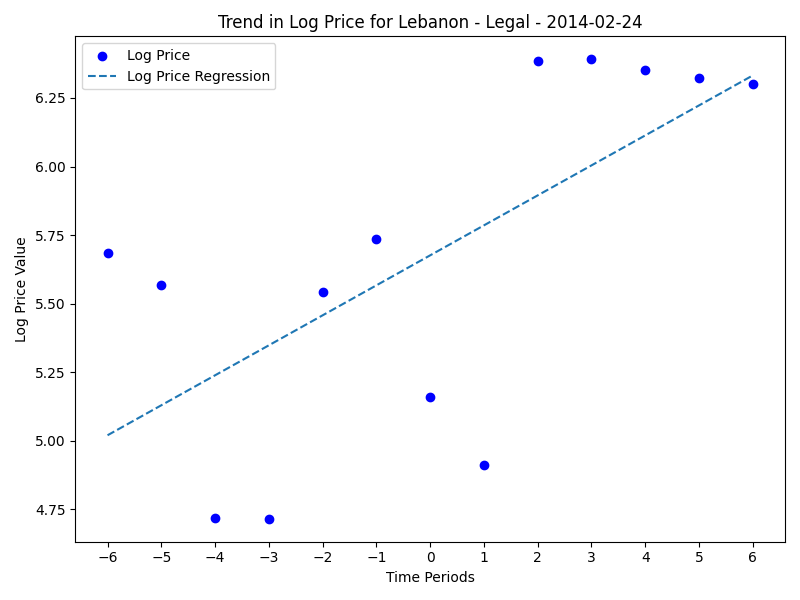 Trend in Log Price for Lebanon - Legal - 2014-02-24
Log Price
Log Price Regression
6.25
6.00
5.75
5.50
5.25
5.00
4.75
Log Price Value
−6 −5 −4 −3 −2 −1 0 1 2 3 4 5 6
Time Periods